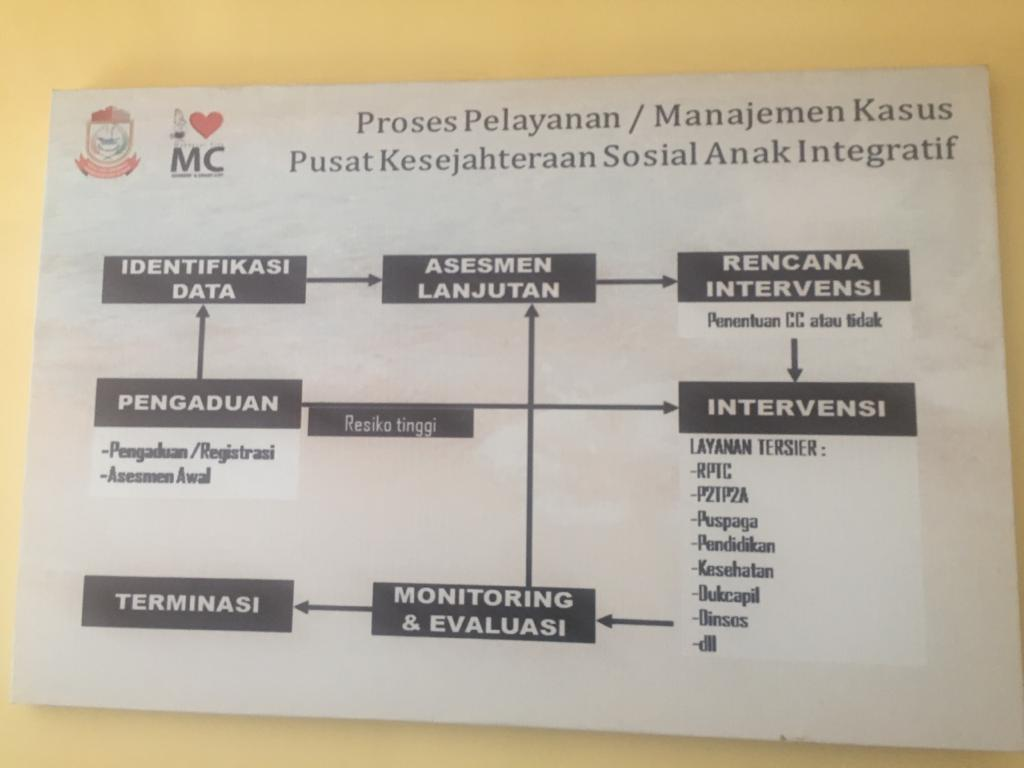 MC
Proses Pelayanan / Manajemen Kasus
Pusat Kesejahteraan Sosial Anak Integratif
IDENTIFIKASI
DATA
ASESMEN
LANJUTAN
RENCANA
INTERVENSI
Penentuan CC atau tidak
PENGADUAN
-Pengaduan /Registrasi
-Asesmen Awal
Resiko tinggi
INTERVENSI
LAYANAN TERSIER :
-RPTC
-P2TP2A
-Puspaga
-Pendidikan
-Kesehatan
-Dukcapil
-Dinsos
-dll
MONITORING
& EVALUASI
TERMINASI